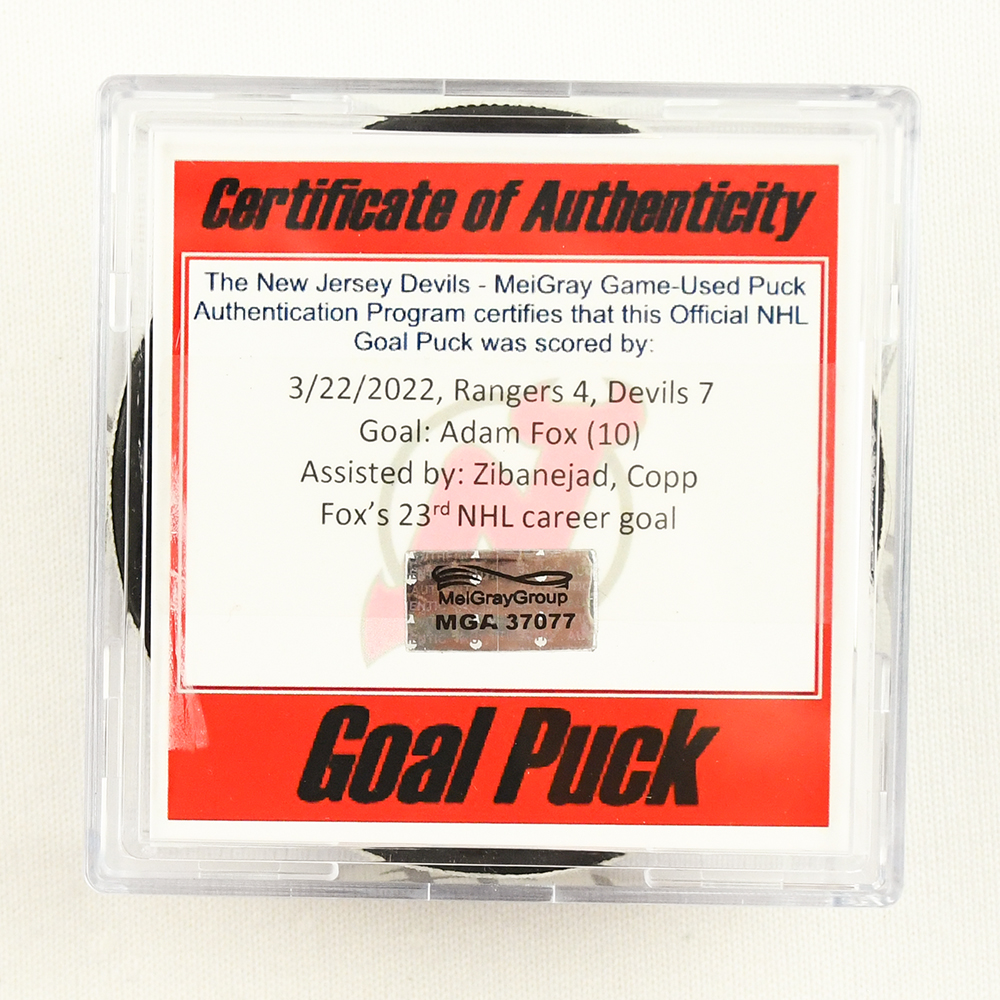 Certificate of Authenticity
The New Jersey Devils - MeiGray Game-Used Puck
Authentication Program certifies that this Official NHL
Goal Puck was scored by:
3/22/2022, Rangers 4, Devils 7
Goal: Adam Fox (10)
Assisted by: Zibanejad, Copp
Fox's 23rd NHL career goal
MeiGrayGroup
MGA 37077
Goal Puck